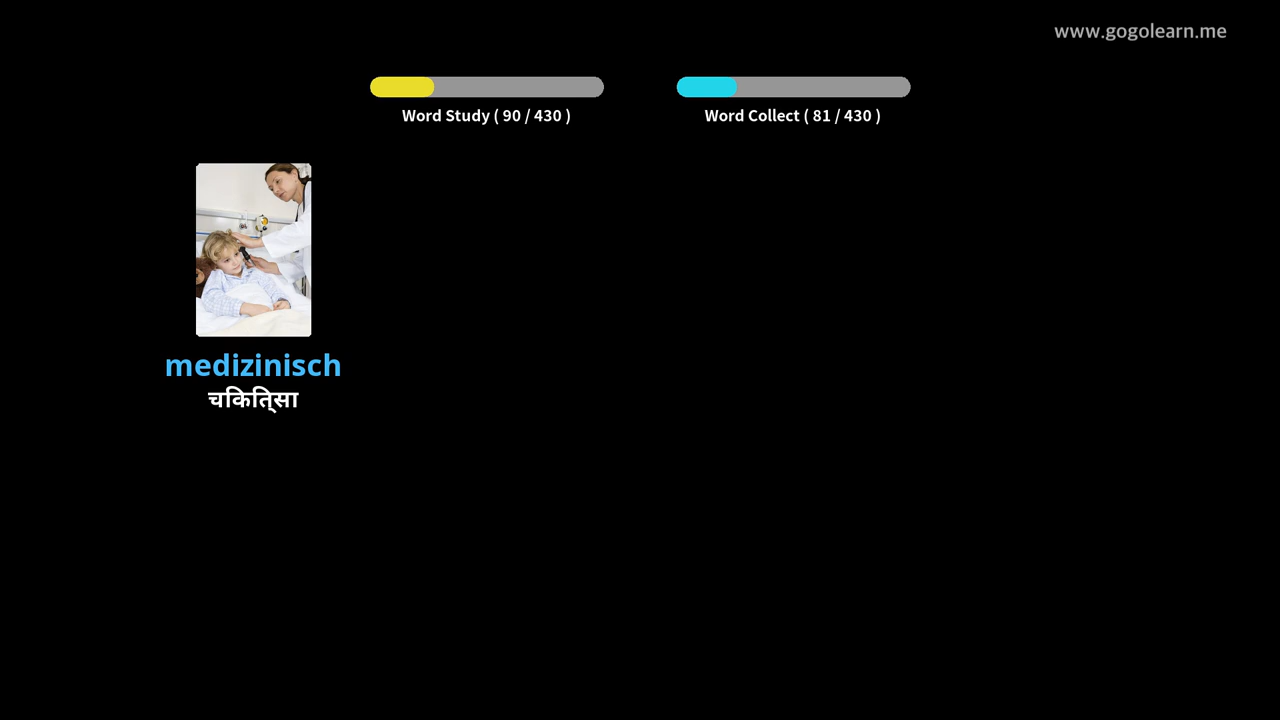 www.gogolearn.me
Word Study ( 90 / 430 )
Word Collect ( 81 / 430 )
medizinisch
चिकित्सा